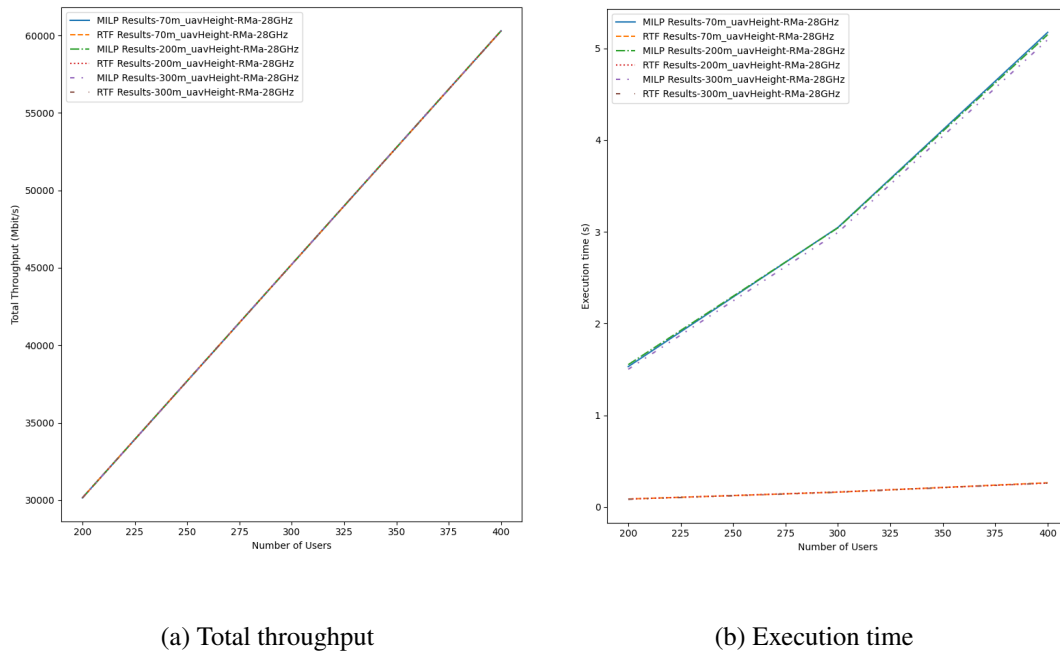 MILP Results-70m_uavHeight-RMa-28GHz
RTF Results-70m_uavHeight-RMa-28GHz
MILP Results-200m_uavHeight-RMa-28GHz
RTF Results-200m_uavHeight-RMa-28GHz
MILP Results-300m_uavHeight-RMa-28GHz
RTF Results-300m_uavHeight-RMa-28GHz
60000
55000
50000
45000
40000
35000
30000
Total Throughput (Mbit/s)
200 225 250 275 300 325 350 375 400
Number of Users
(a) Total throughput
MILP Results-70m_uavHeight-RMa-28GHz
RTF Results-70m_uavHeight-RMa-28GHz
MILP Results-200m_uavHeight-RMa-28GHz
RTF Results-200m_uavHeight-RMa-28GHz
MILP Results-300m_uavHeight-RMa-28GHz
RTF Results-300m_uavHeight-RMa-28GHz
5
4
3
2
1
0
Execution time (s)
200 225 250 275 300 325 350 375 400
Number of Users
(b) Execution time